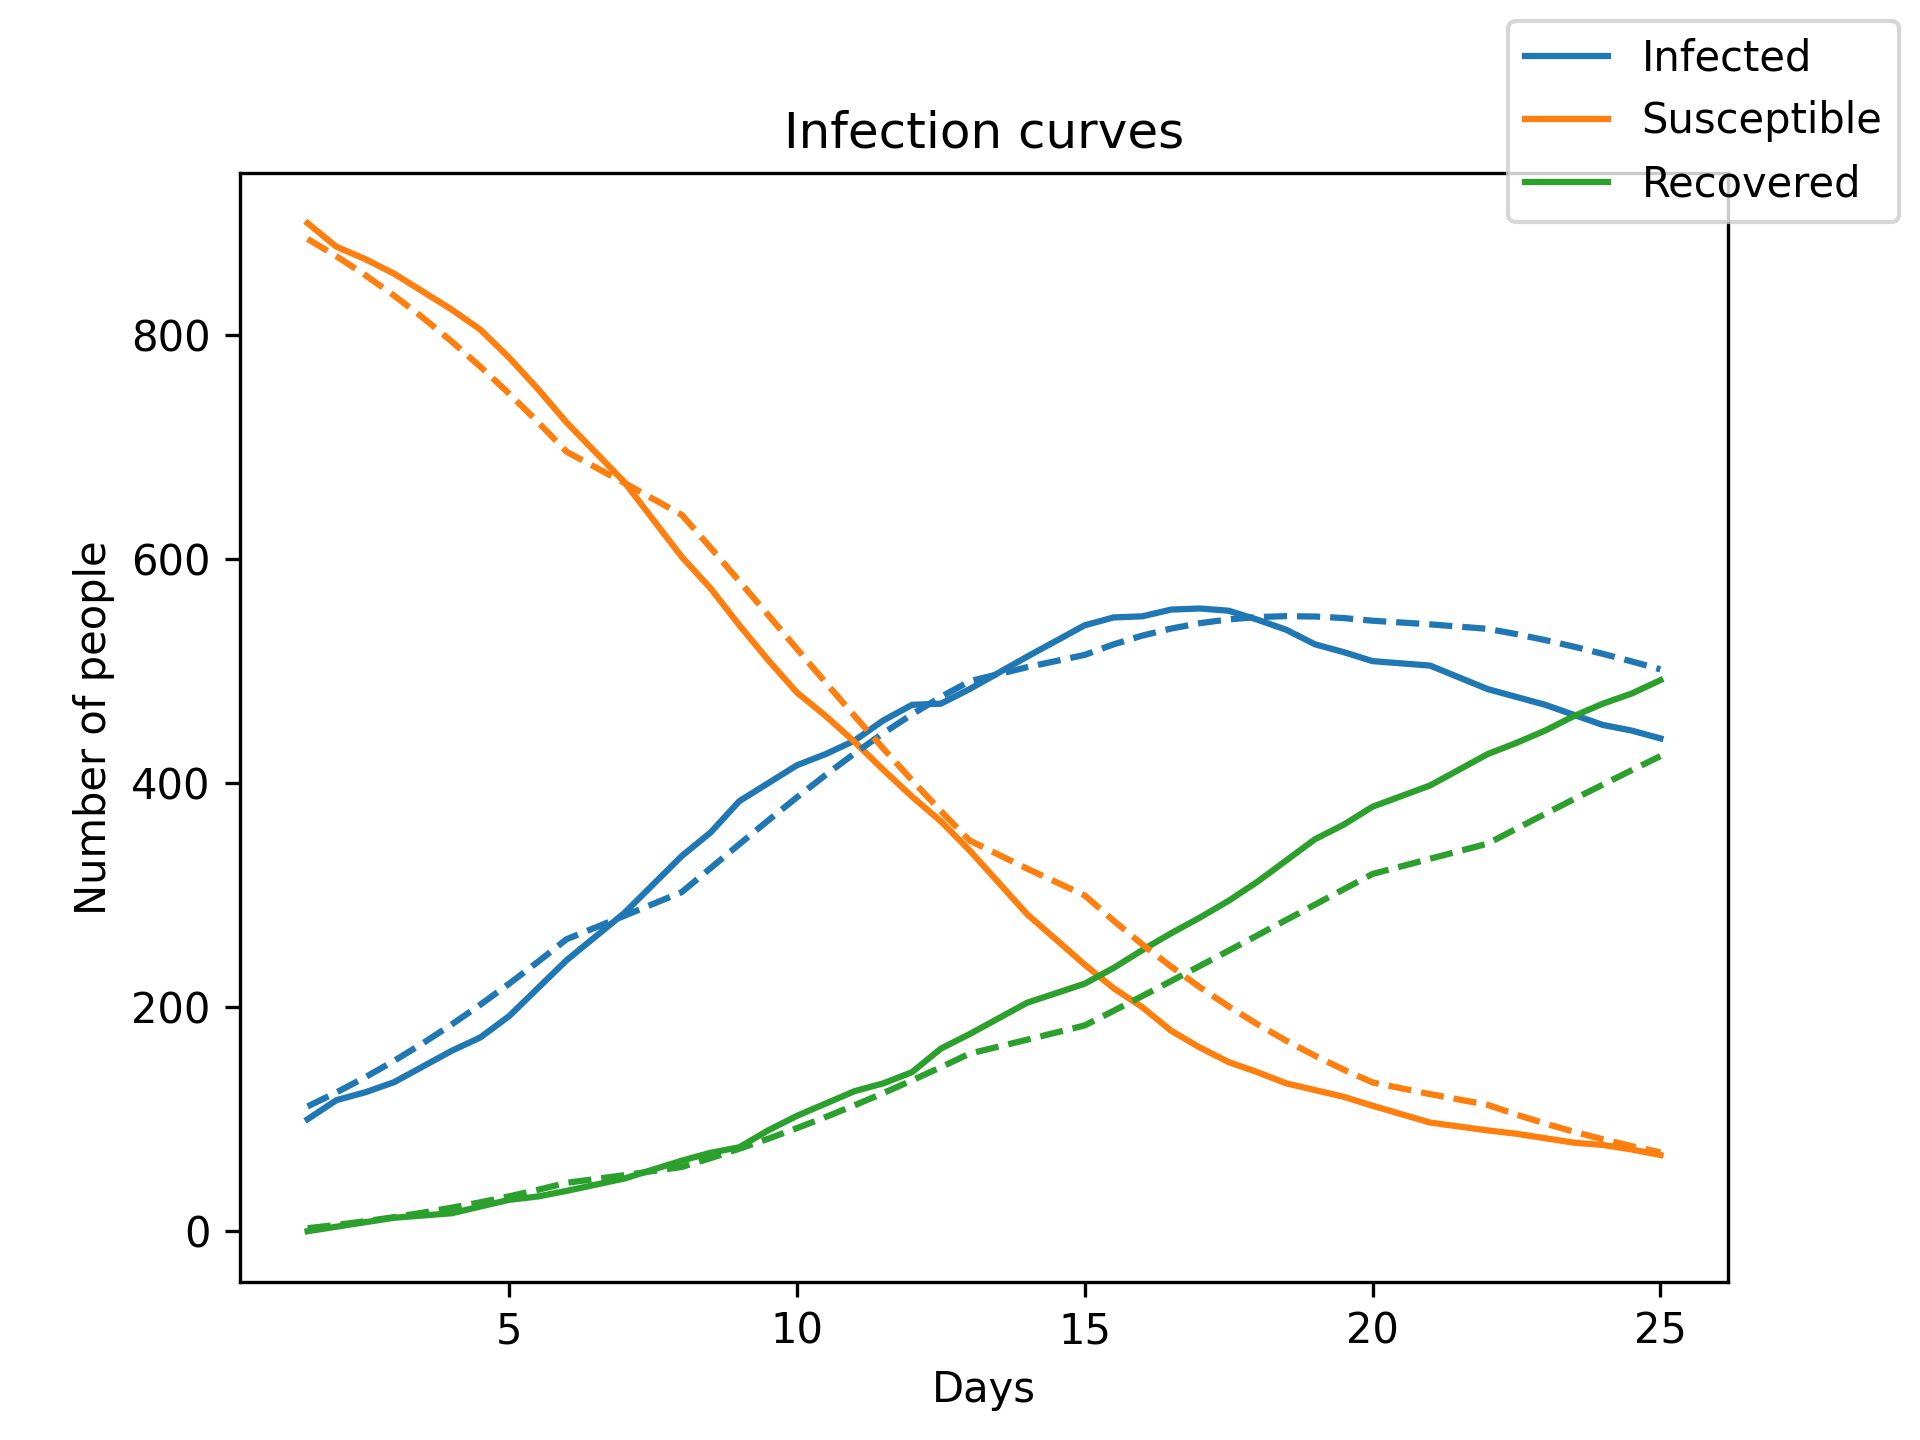 Infected
Susceptible
Recovered
Infection curves
Number of people
800
600
400
200
0
5 10 15 20 25
Days